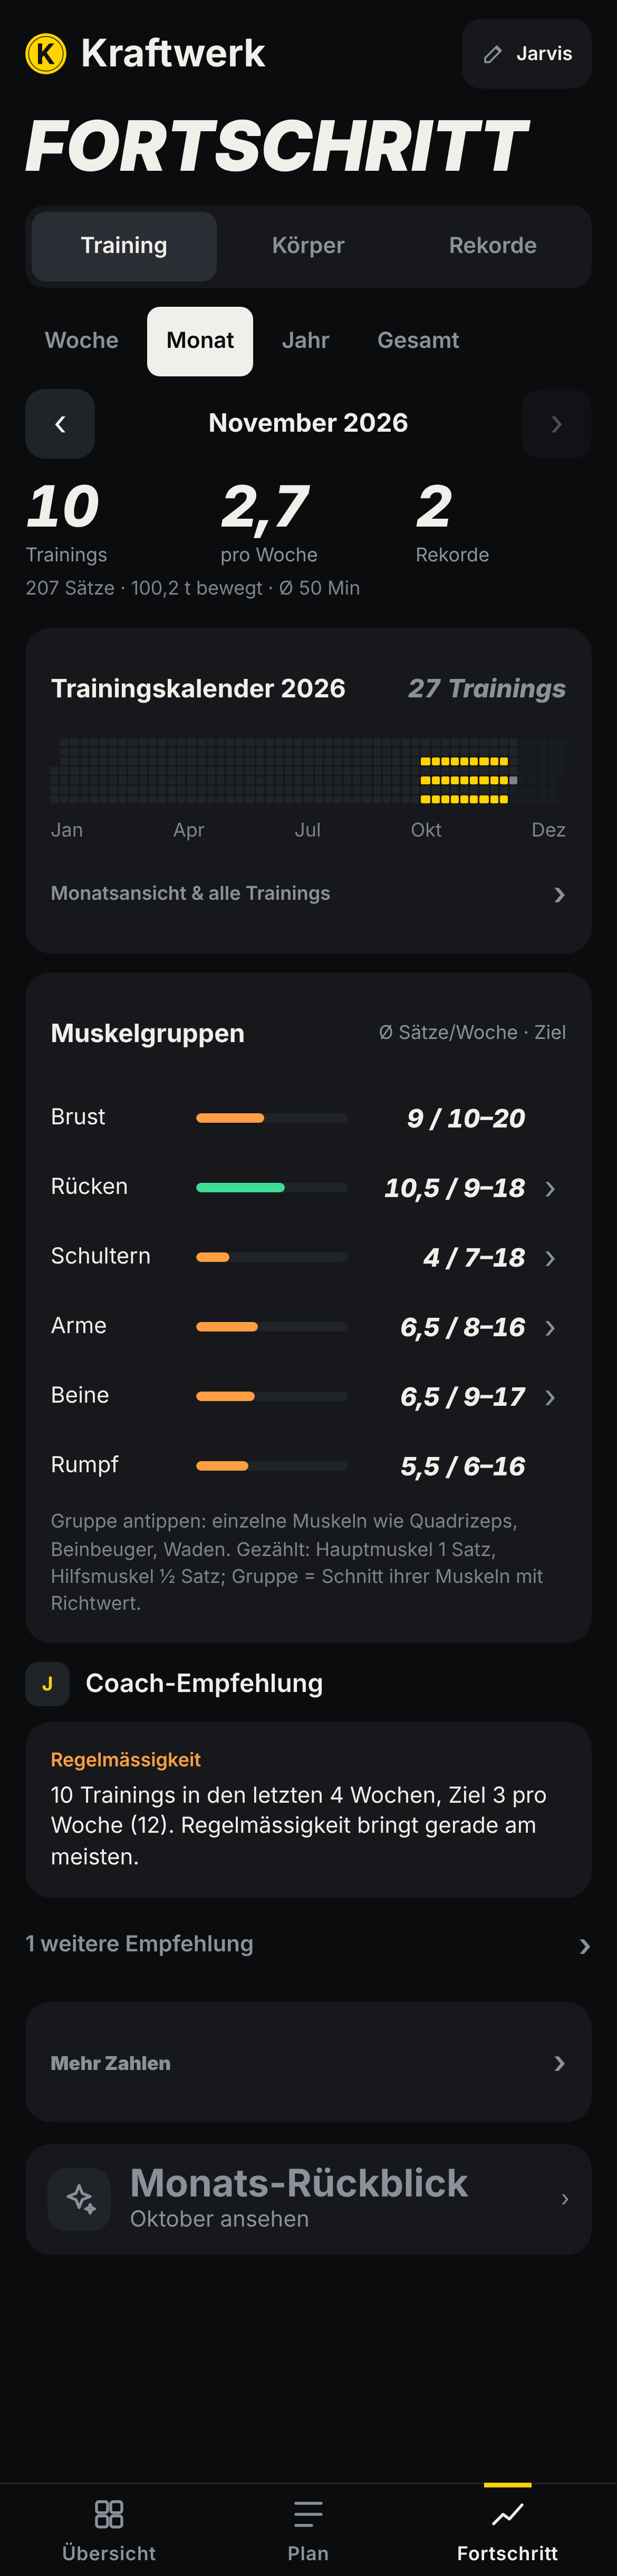 K Kraftwerk
Jarvis
FORTSCHRITT
Training Körper Rekorde
Woche Monat Jahr Gesamt
‹ November 2026 ›
10 2,7 2
Trainings pro Woche Rekorde
207 Sätze · 100,2 t bewegt · Ø 50 Min
Trainingskalender 2026 27 Trainings
Jan Apr Jul Okt Dez
Monatsansicht & alle Trainings ›
Muskelgruppen Ø Sätze/Woche · Ziel
Brust 9 / 10–20
Rücken 10,5 / 9–18 ›
Schultern 4 / 7–18 ›
Arme 6,5 / 8–16 ›
Beine 6,5 / 9–17 ›
Rumpf 5,5 / 6–16
Gruppe antippen: einzelne Muskeln wie Quadrizeps,
Beinbeuger, Waden. Gezählt: Hauptmuskel 1 Satz,
Hilfsmuskel ½ Satz; Gruppe = Schnitt ihrer Muskeln mit
Richtwert.
J Coach-Empfehlung
Regelmässigkeit
10 Trainings in den letzten 4 Wochen, Ziel 3 pro
Woche (12). Regelmässigkeit bringt gerade am
meisten.
1 weitere Empfehlung ›
Mehr Zahlen ›
Monats-Rückblick
Oktober ansehen ›
Übersicht Plan Fortschritt